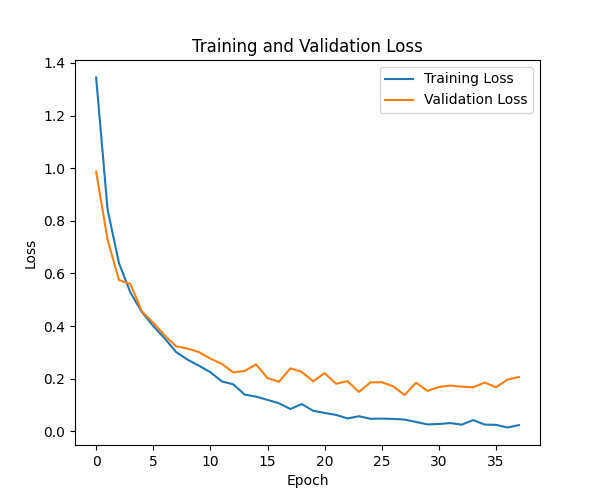 Training and Validation Loss
Training Loss
Validation Loss
Loss
1.4
1.2
1.0
0.8
0.6
0.4
0.2
0.0
0 5 10 15 20 25 30 35
Epoch